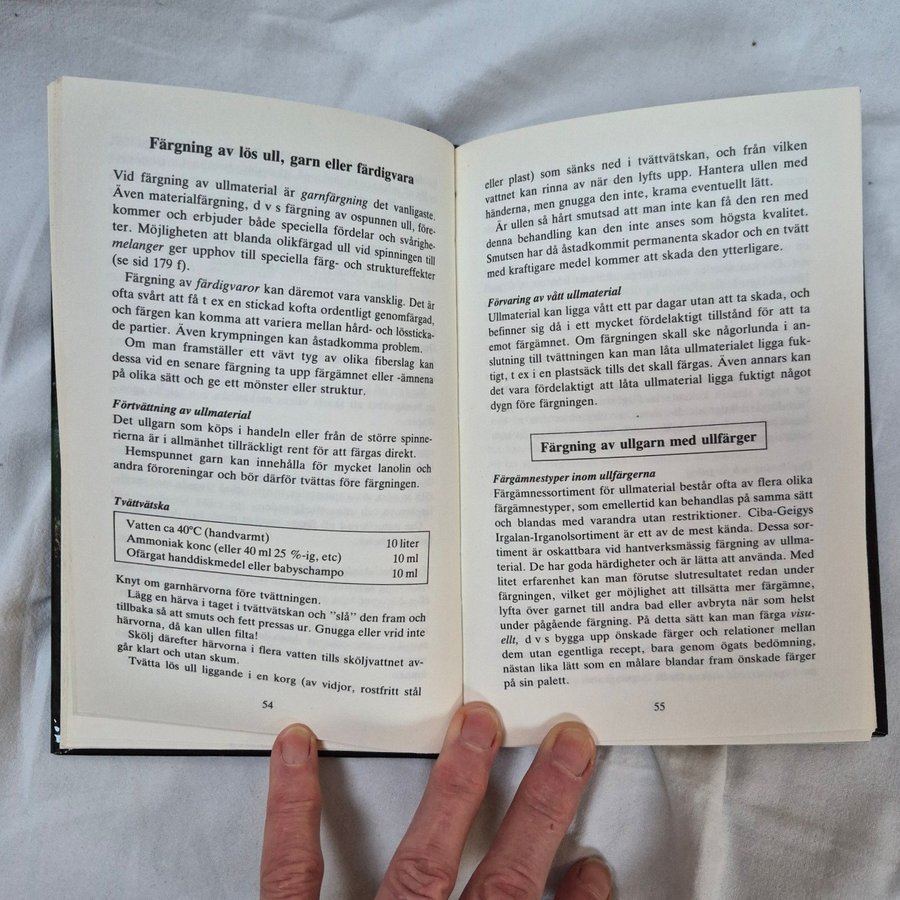 Färgning av lös ull, garn eller färdigvara
Vid färgning av ullmaterial är garnfärgning det vanligaste.
Även materialfärgning, d v s färgning av ospunnen ull, före-
kommer och erbjuder både speciella fördelar och svårighe-
ter. Möjligheten att blanda olikfärgad ull vid spinningen till
melanger ger upphov till speciella färg- och struktureffekter
(se sid 179 f).
Färgning av färdigvaror kan däremot vara vansklig. Det är
ofta svårt att få t ex en stickad kofta ordentligt genomfärgad,
och färgen kan komma att variera mellan hård- och lössticka-
de partier. Även krympningen kan åstadkomma problem.
Om man framställer ett vävt tyg av olika fiberslag kan
dessa vid en senare färgning ta upp färgämnet eller -ämnena
på olika sätt och ge ett mönster eller struktur.
Förtvättning av ullmaterial
Det ullgarn som köps i handeln eller från de större spinne-
rierna är i allmänhet tillräckligt rent för att färgas direkt.
Hemspunnet garn kan innehålla för mycket lanolin och
andra föroreningar och bör därför tvättas före färgningen.
Tvättvätska
Vatten ca 40°C (handvarmt) 10 liter
Ammoniak konc (eller 40 ml 25 %-ig, etc) 10 ml
Ofärgat handdiskmedel eller babyschampo 10 ml
Knyt om garnhärvorna före tvättningen.
Lägg en härva i taget i tvättvätskan och ”slå” den fram och
tillbaka så att smuts och fett pressas ur. Gnugga eller vrid inte
härvorna, då kan ullen filta!
Skölj därefter härvorna i flera vatten tills sköljvattnet av-
går klart och utan skum.
Tvätta lös ull liggande i en korg (av vidjor, rostfritt stål
54
eller plast) som sänks ned i tvättvätskan, och från vilken
vattnet kan rinna av när den lyfts upp. Hantera ullen med
händerna, men gnugga den inte, krama eventuellt lätt.
Är ullen så hårt smutsad att man inte kan få den ren med
denna behandling kan den inte anses som högsta kvalitet.
Smutsen har då åstadkommit permanenta skador och en tvätt
med kraftigare medel kommer att skada den ytterligare.
Förvaring av vått ullmaterial
Ullmaterial kan ligga vått ett par dagar utan att ta skada, och
befinner sig då i ett mycket fördelaktigt tillstånd för att ta
emot färgämnet. Om färgningen skall ske någorlunda i an-
slutning till tvättningen kan man låta ullmaterialet ligga fuk-
tigt, t ex i en plastsäck tills det skall färgas. Även annars kan
det vara fördelaktigt att låta ullmaterial ligga fuktigt något
dygn före färgningen.
Färgning av ullgarn med ullfärger
Färgämnestyper inom ullfärgerna
Färgämnessortiment för ullmaterial består ofta av flera olika
färgämnestyper, som emellertid kan behandlas på samma sätt
och blandas med varandra utan restriktioner. Ciba-Geigys
Irgalan-Irganolsortiment är ett av de mest kända. Dessa sor-
timent är oskattbara vid hantverksmässig färgning av ullma-
terial. De har goda härdigheter och är lätta att använda. Med
litet erfarenhet kan man förutse slutresultatet redan under
färgningen, vilket ger möjlighet att tillsätta mer färgämne,
lyfta över garnet till andra bad eller avbryta när som helst
under pågående färgning. På detta sätt kan man färga visu-
ellt, d v s bygga upp önskade färger och relationer mellan
dem utan egentliga recept, bara genom ögats bedömning,
nästan lika lätt som en målare blandar fram önskade färger
på sin palett.
55